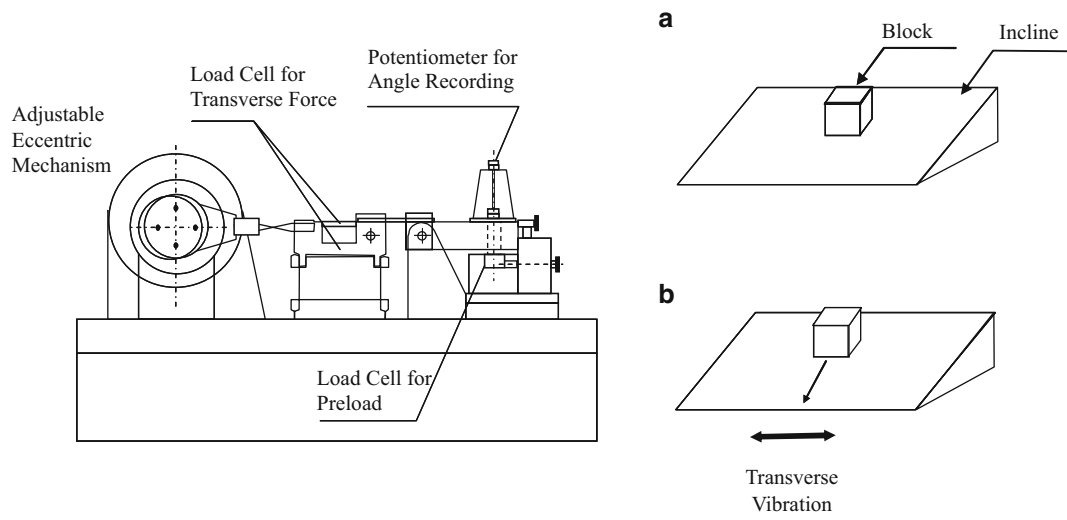 Adjustable
Eccentric
Mechanism
Load Cell for
Transverse Force
Potentiometer for
Angle Recording
Load Cell for
Preload
a
Block
Incline
b
Transverse
Vibration